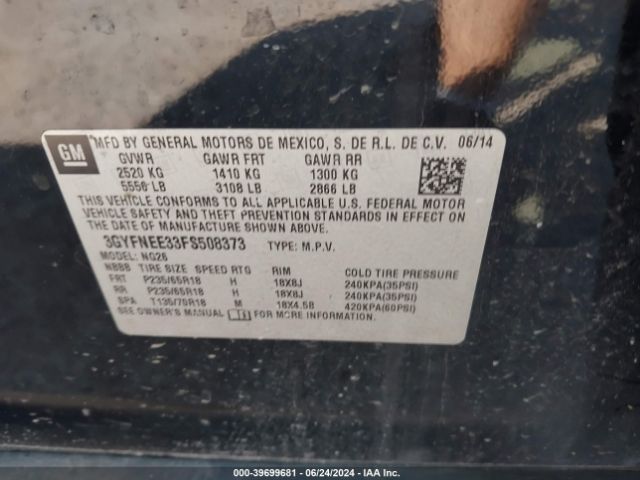 GM
MFD BY GENERAL MOTORS DE MEXICO, S. DE R.L. DE C.V. 06/14
GVWR GAWR FRT GAWR RR
2520 KG 1410 KG 1300 KG
5556 LB 3108 LB 2866 LB
THIS VEHICLE CONFORMS TO ALL APPLICABLE U.S. FEDERAL MOTOR
VEHICLE SAFETY AND THEFT PREVENTION STANDARDS IN EFFECT ON
THE DATE OF MANUFACTURE SHOWN ABOVE.
3GYFNEE33FS508373 TYPE: M.P.V.
MODEL: NG26
NBBB TIRE SIZE SPEED RTG RIM COLD TIRE PRESSURE
FRT P235/65R18 H 18X8J 240KPA(35PSI)
RR P235/65R18 H 18X8J 240KPA(35PSI)
SPA T135/70R18 M 18X4.5B 420KPA(60PSI)
SEE OWNER'S MANUAL FOR MORE INFORMATION
000-39699681 - 06/24/2024 - IAA Inc.